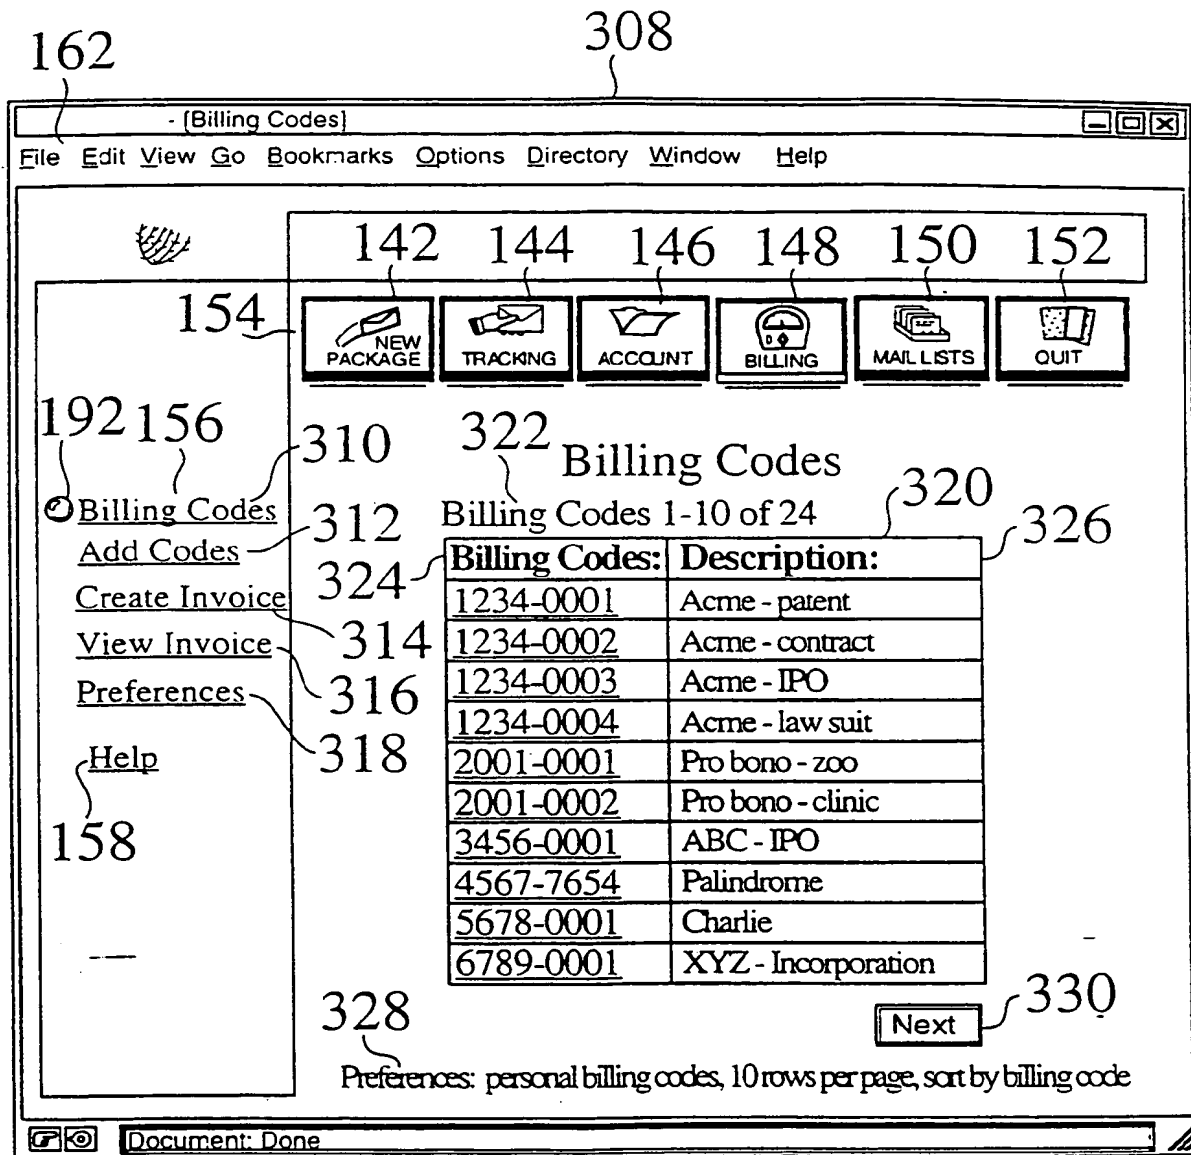 308
162
- [Billing Codes]
File Edit View Go Bookmarks Options Directory Window Help
142 144 146 148 150 152
154
NEW PACKAGE TRACKING ACCOUNT BILLING MAIL LISTS QUIT
192 156 310 322
Billing Codes
Billing Codes 312
Billing Codes 1-10 of 24 320
326
Add Codes
324 Billing Codes: Description:
Create Invoice 314
1234-0001 Acme - patent
View Invoice 316
1234-0002 Acme - contract
Preferences 318
1234-0003 Acme - IPO
1234-0004 Acme - law suit
Help
2001-0001 Pro bono - zoo
2001-0002 Pro bono - clinic
158
3456-0001 ABC - IPO
4567-7654 Palindrome
5678-0001 Charlie
6789-0001 XYZ - Incorporation
328
Next 330
Preferences: personal billing codes, 10 rows per page, sort by billing code
Document: Done